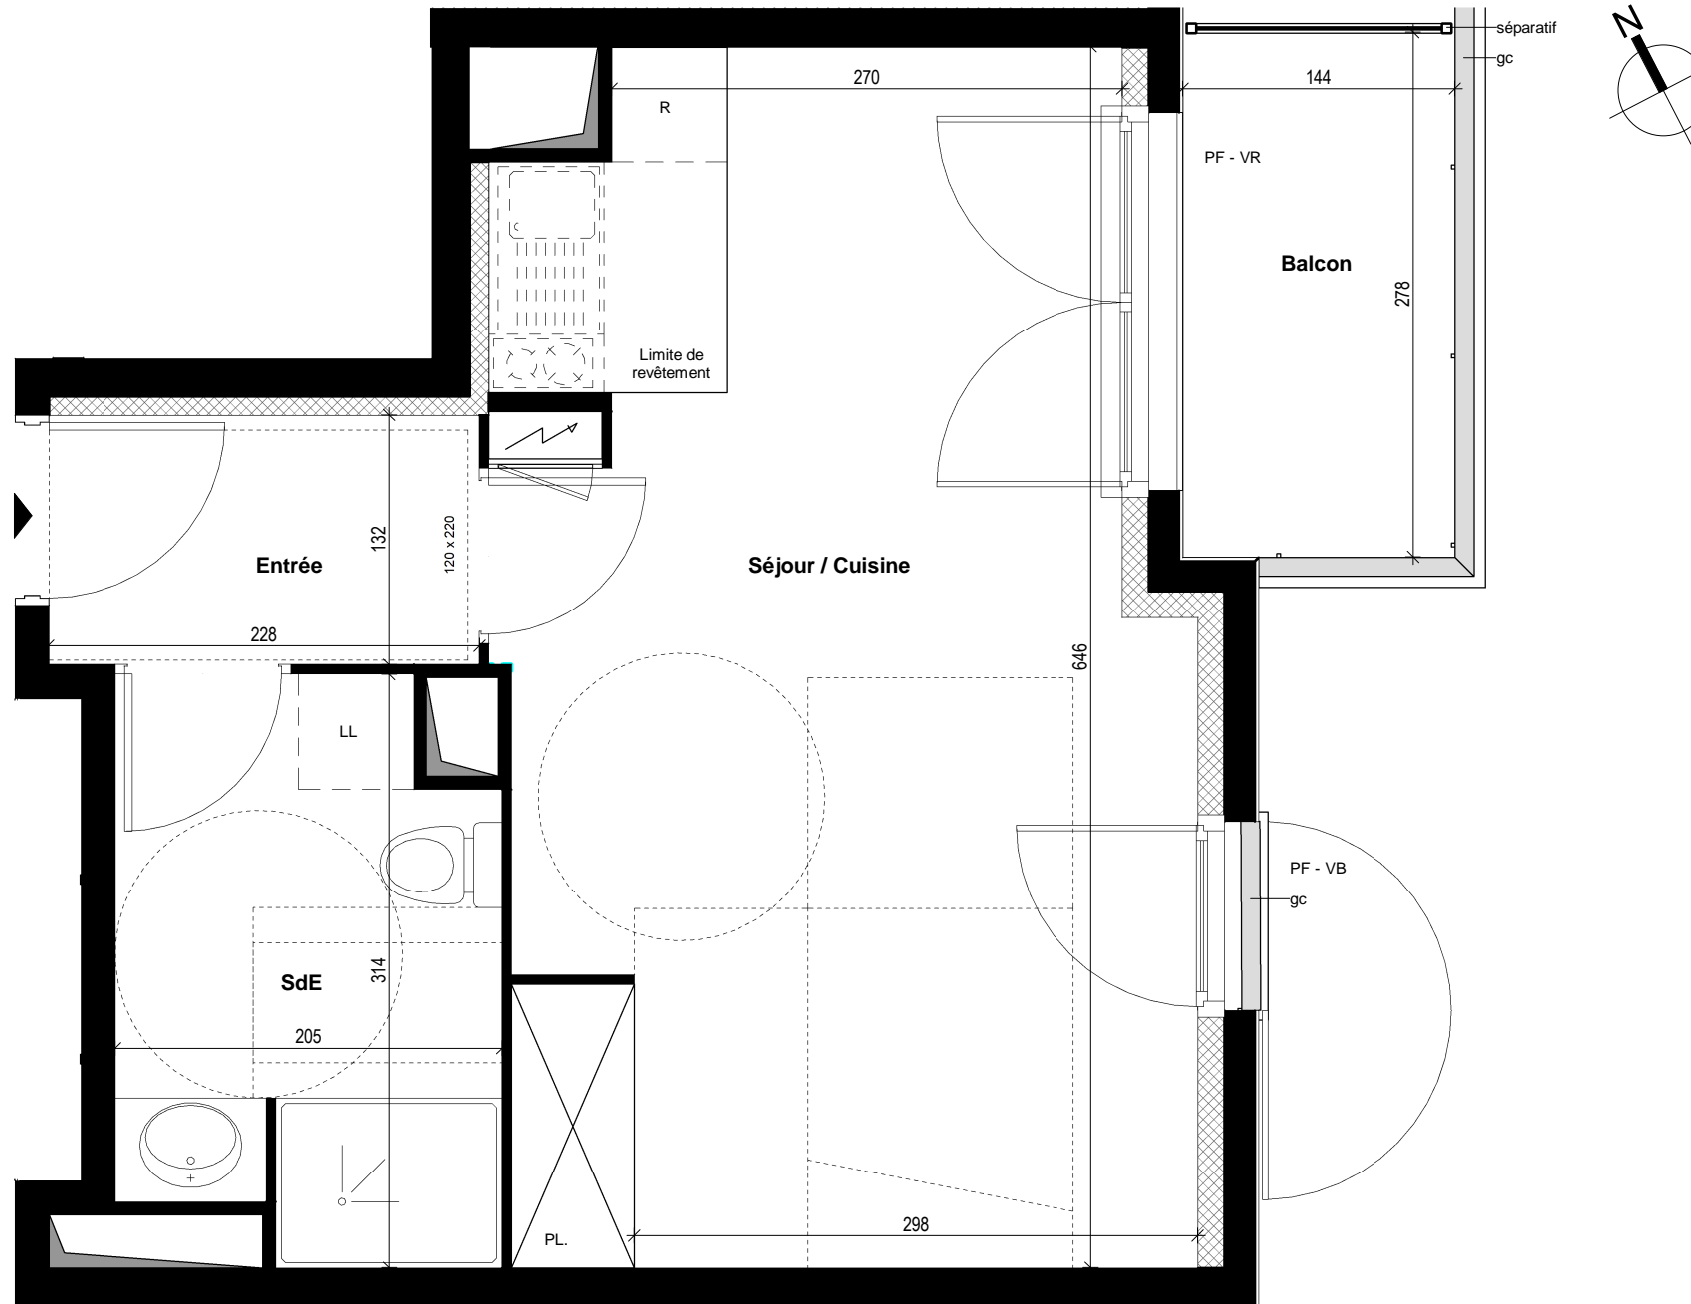 N
séparatif
gc
270
144
R
PF - VR
Balcon
278
Limite de
revêtement
132
120 x 220
Entrée
Séjour / Cuisine
228
646
LL
PF - VB
gc
314
SdE
205
298
PL.